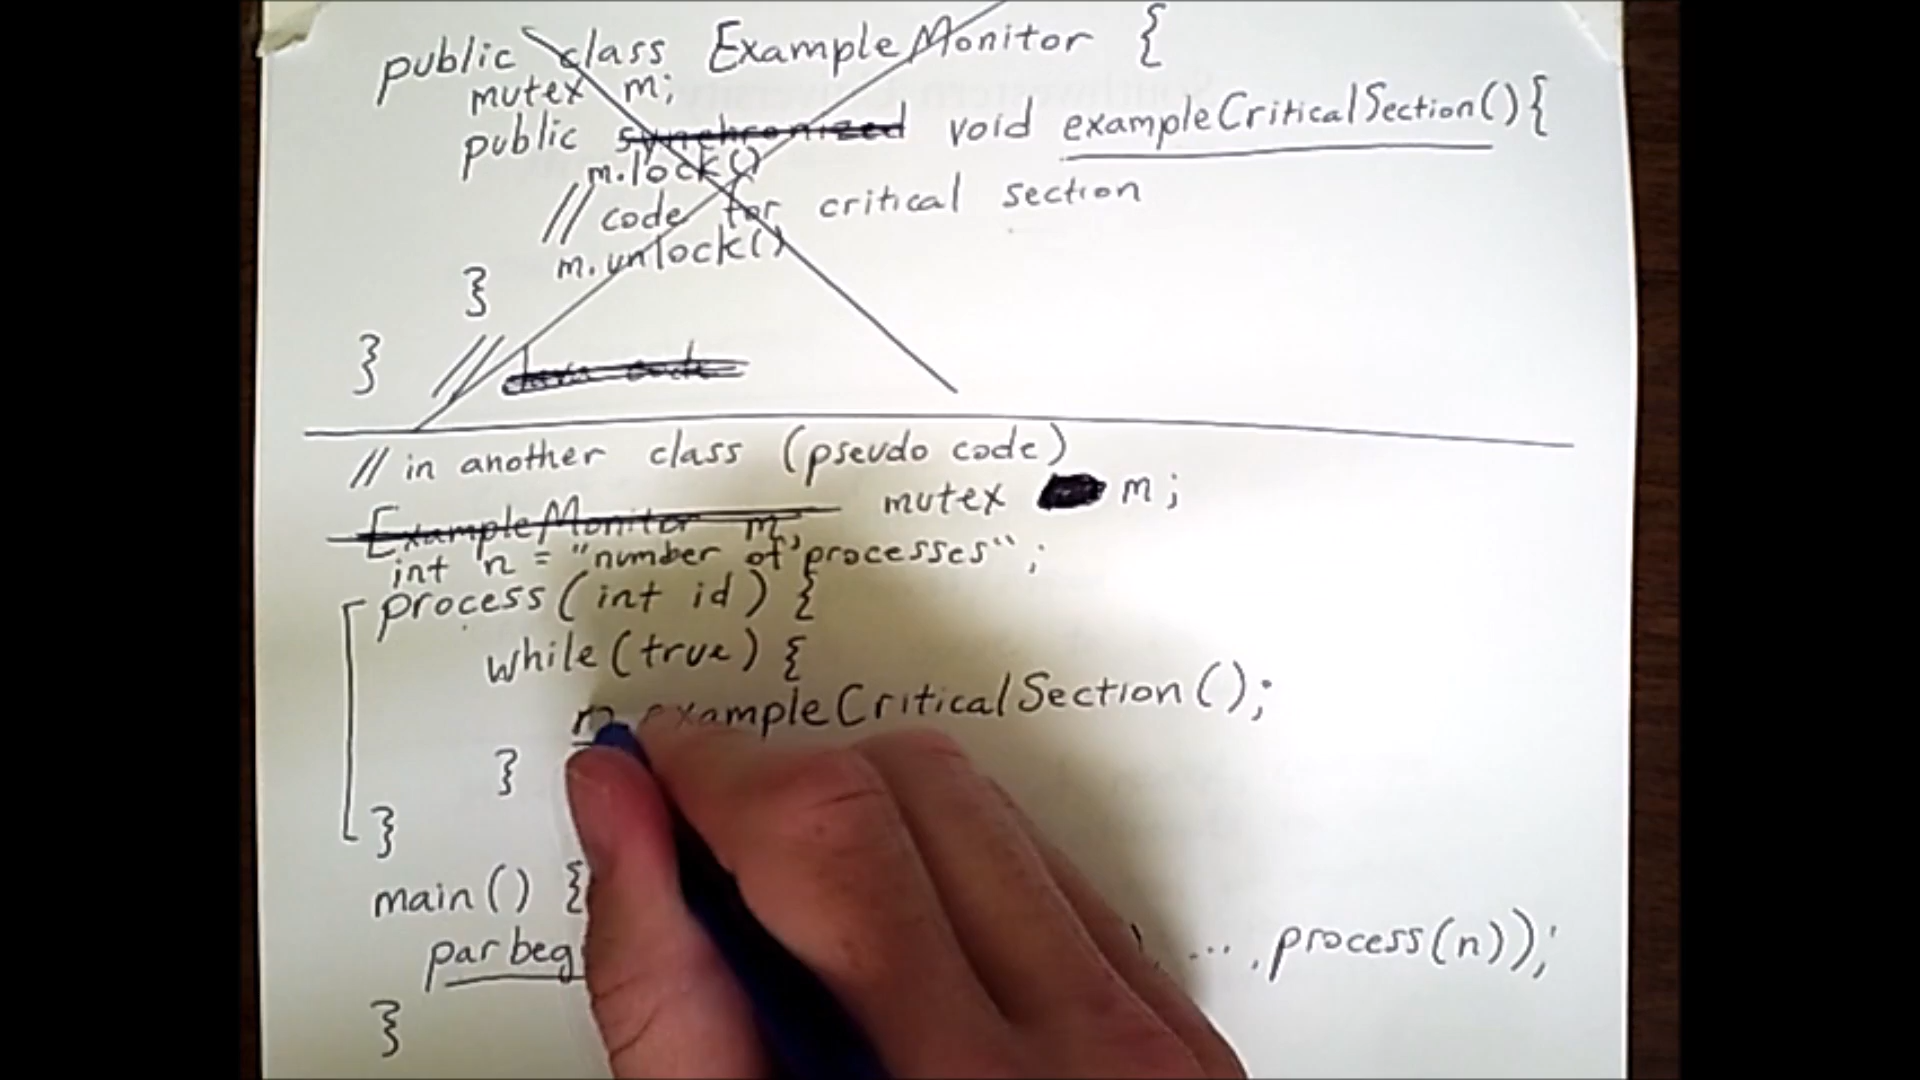 public class ExampleMonitor {
mutex m;
public synchronized void exampleCriticalSection(){
m.lock()
// code for critical section
m.unlock()
}
} //
// in another class (pseudo code)
ExampleMonitor m; mutex m;
int n = "number of processes";
process(int id) {
while(true) {
m exampleCriticalSection();
}
}
main() {
parbeg ..., process(n));
}